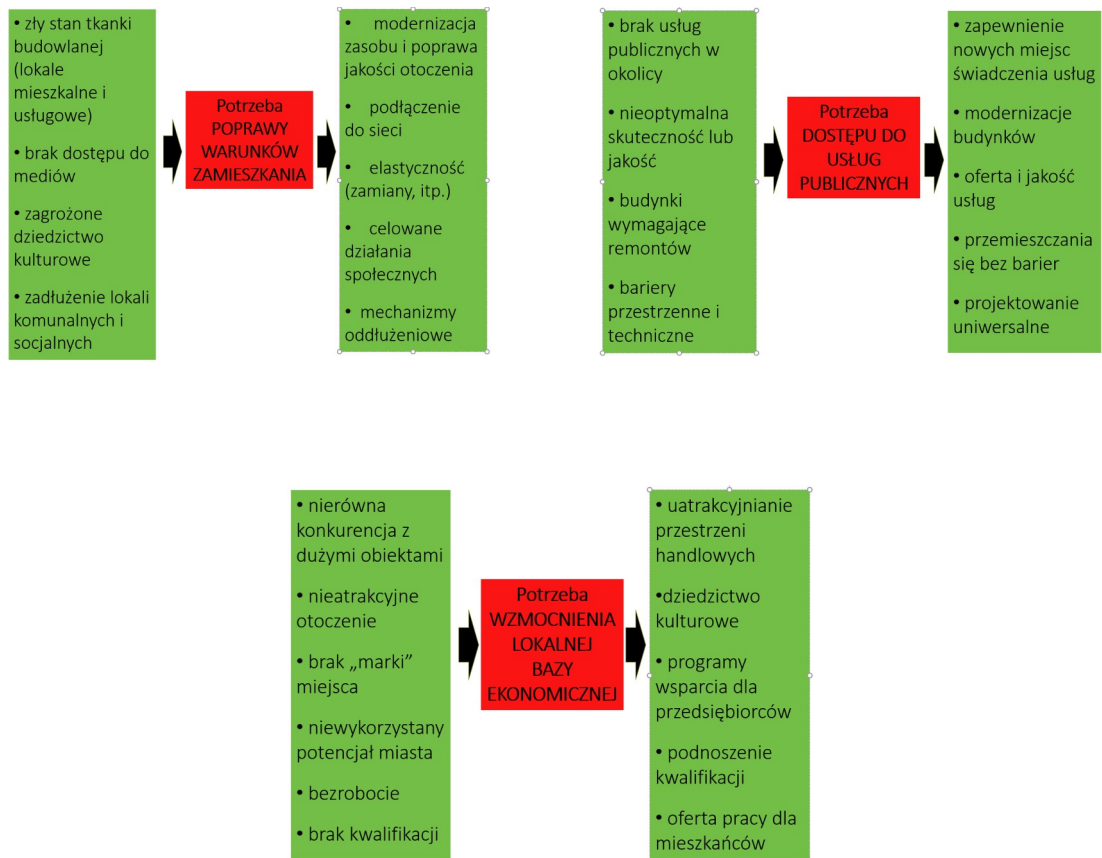 • zły stan tkanki
budowlanej
(lokale
mieszkalne i
usługowe)
• brak dostępu do
mediów
• zagrożone
dziedzictwo
kulturowe
• zadłużenie lokali
komunalnych i
socjalnych
Potrzeba
POPRAWY
WARUNKÓW
ZAMIESZKANIA
• modernizacja
zasobu i poprawa
jakości otoczenia
• podłączenie
do sieci
• elastyczność
(zamiany, itp.)
• celowane
działania
społecznych
• mechanizmy
oddłużeniowe
• brak usług
publicznych w
okolicy
• nieoptymalna
skuteczność lub
jakość
• budynki
wymagające
remontów
• bariery
przestrzenne i
techniczne
Potrzeba
DOSTĘPU DO
USŁUG
PUBLICZNYCH
• zapewnienie
nowych miejsc
świadczenia usług
• modernizacje
budynków
• oferta i jakość
usług
• przemieszczania
się bez barier
• projektowanie
uniwersalne
• nierówna
konkurencja z
dużymi obiektami
• nieatrakcyjne
otoczenie
• brak „marki”
miejsca
• niewykorzystany
potencjał miasta
• bezrobocie
• brak kwalifikacji
Potrzeba
WZMOCNIENIA
LOKALNEJ
BAZY
EKONOMICZNEJ
• uatrakcyjnianie
przestrzeni
handlowych
•dziedzictwo
kulturowe
• programy
wsparcia dla
przedsiębiorców
• podnoszenie
kwalifikacji
• oferta pracy dla
mieszkańców